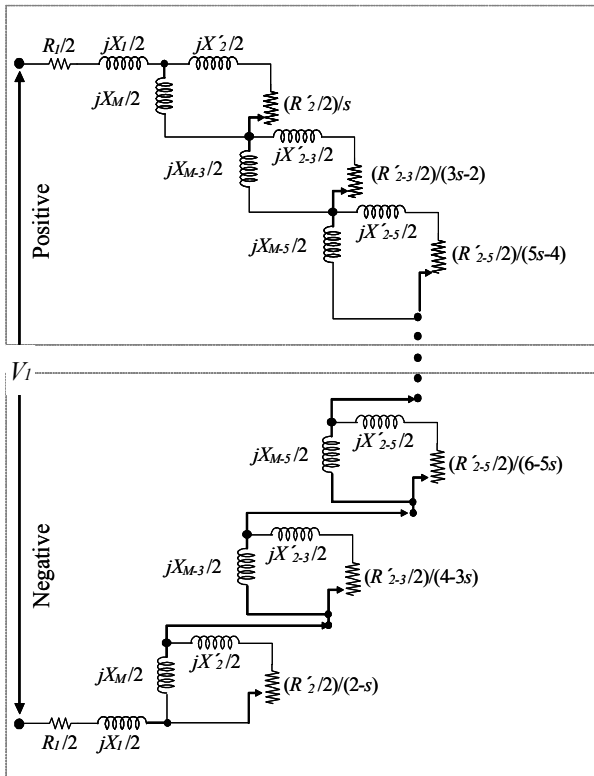 R1/2
jX1/2
jX´2/2
jXM/2
(R´2/2)/s
jXM-3/2
jX´2-3/2
(R´2-3/2)/(3s-2)
jXM-5/2
jX´2-5/2
(R´2-5/2)/(5s-4)
Positive
V1
Negative
jXM-5/2
jX´2-5/2
(R´2-5/2)/(6-5s)
jXM-3/2
jX´2-3/2
(R´2-3/2)/(4-3s)
jXM/2
jX´2/2
(R´2/2)/(2-s)
R1/2
jX1/2